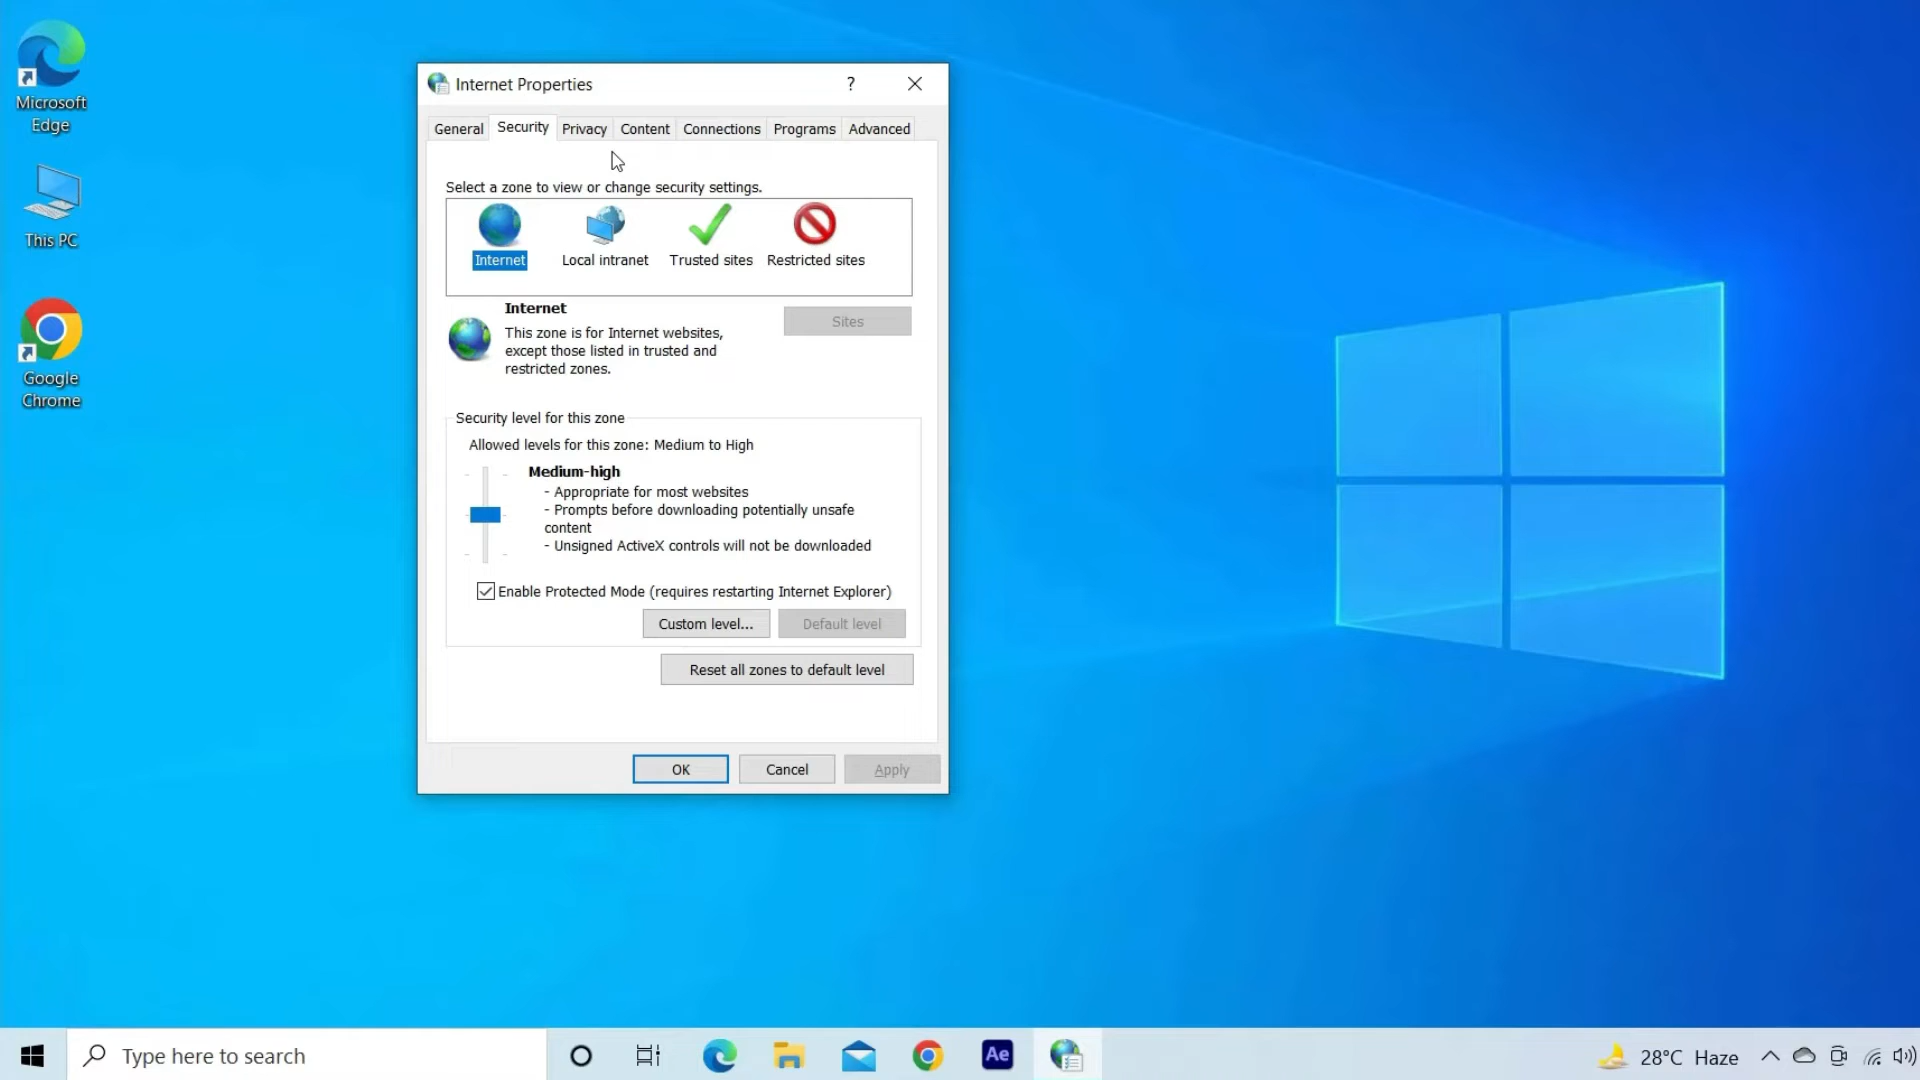 Microsoft
Edge
This PC
Google
Chrome
Internet Properties
?
General Security Privacy Content Connections Programs Advanced
Select a zone to view or change security settings.
Internet Local intranet Trusted sites Restricted sites
Internet
Sites
This zone is for Internet websites,
except those listed in trusted and
restricted zones.
Security level for this zone
Allowed levels for this zone: Medium to High
Medium-high
- Appropriate for most websites
- Prompts before downloading potentially unsafe
content
- Unsigned ActiveX controls will not be downloaded
Enable Protected Mode (requires restarting Internet Explorer)
Custom level... Default level
Reset all zones to default level
OK Cancel Apply
Type here to search
Ae
28°C Haze